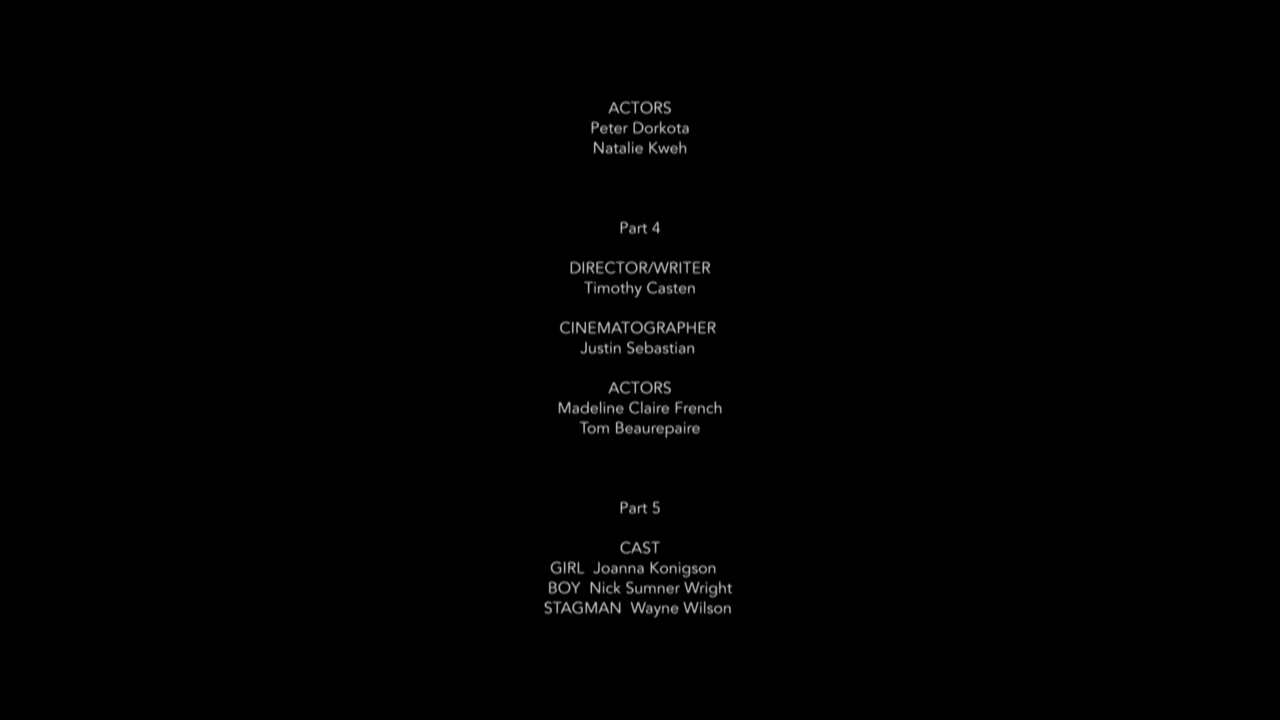 ACTORS
Peter Dorkota
Natalie Kweh
Part 4
DIRECTOR/WRITER
Timothy Casten
CINEMATOGRAPHER
Justin Sebastian
ACTORS
Madeline Claire French
Tom Beaurepaire
Part 5
CAST
GIRL Joanna Konigson
BOY Nick Sumner Wright
STAGMAN Wayne Wilson